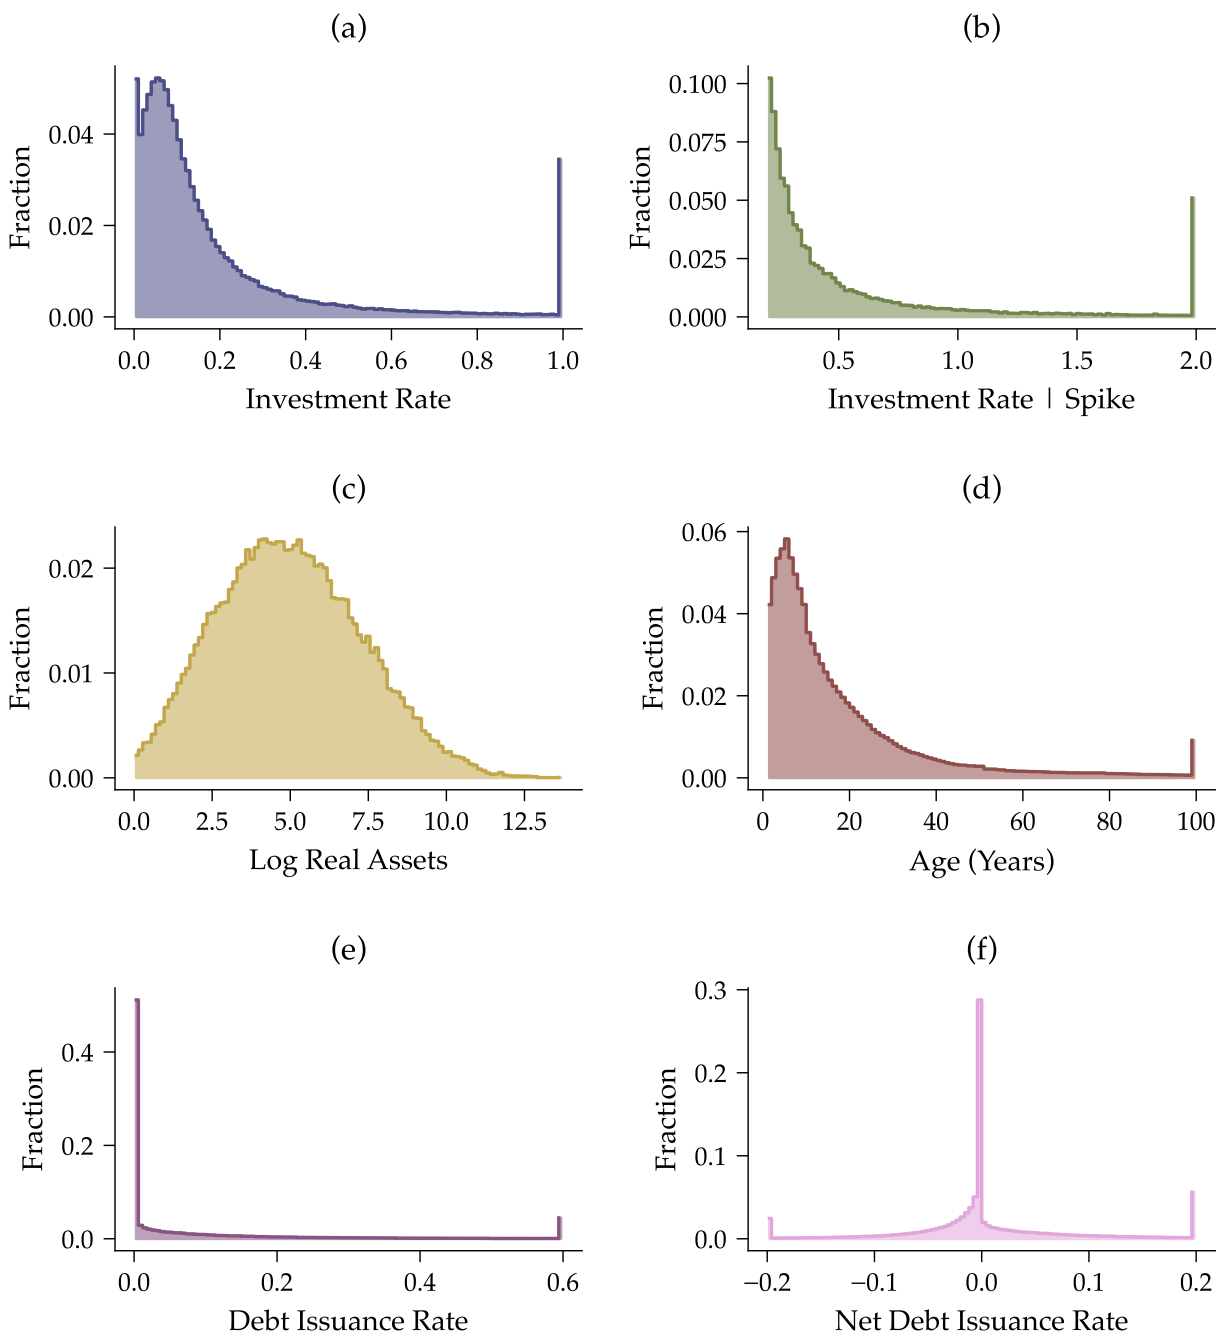 (a)
Fraction
0.04
0.02
0.00
0.0 0.2 0.4 0.6 0.8 1.0
Investment Rate
(b)
Fraction
0.100
0.075
0.050
0.025
0.000
0.5 1.0 1.5 2.0
Investment Rate | Spike
(c)
Fraction
0.02
0.01
0.00
0.0 2.5 5.0 7.5 10.0 12.5
Log Real Assets
(d)
Fraction
0.06
0.04
0.02
0.00
0 20 40 60 80 100
Age (Years)
(e)
Fraction
0.4
0.2
0.0
0.0 0.2 0.4 0.6
Debt Issuance Rate
(f)
Fraction
0.3
0.2
0.1
0.0
−0.2 −0.1 0.0 0.1 0.2
Net Debt Issuance Rate